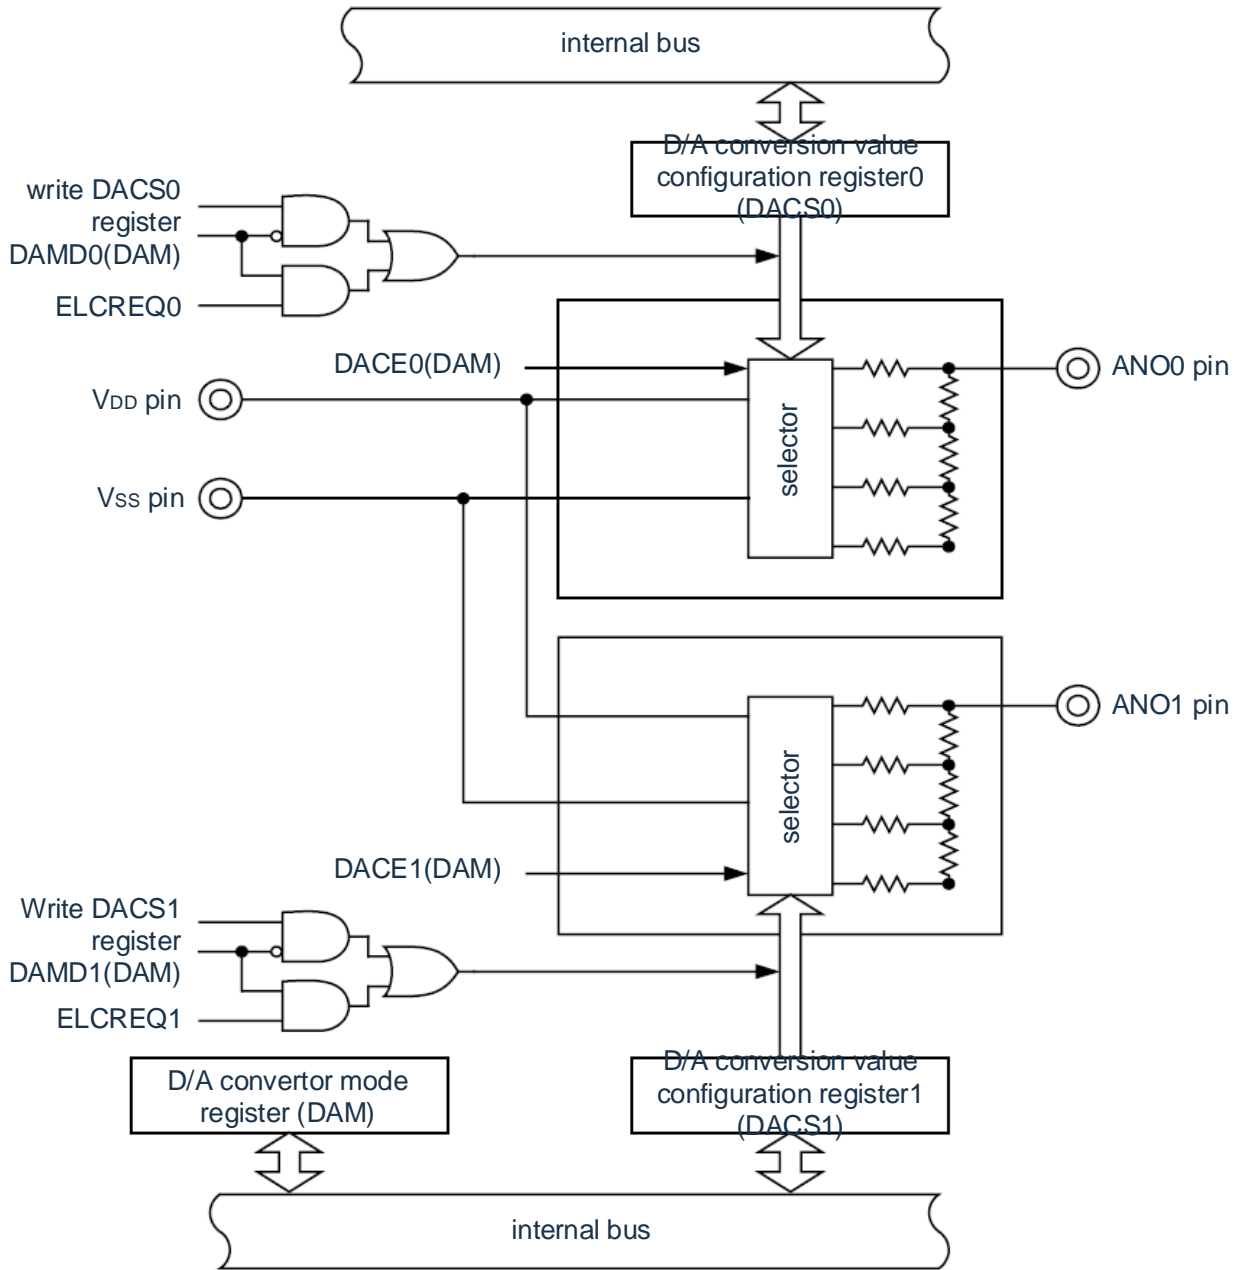 internal bus
D/A conversion value
configuration register0
(DACS0)
write DACS0
register
DAMD0(DAM)
ELCREQ0
DACE0(DAM)
VDD pin
VSS pin
selector
ANO0 pin
selector
ANO1 pin
DACE1(DAM)
Write DACS1
register
DAMD1(DAM)
ELCREQ1
D/A convertor mode
register (DAM)
D/A conversion value
configuration register1
(DACS1)
internal bus